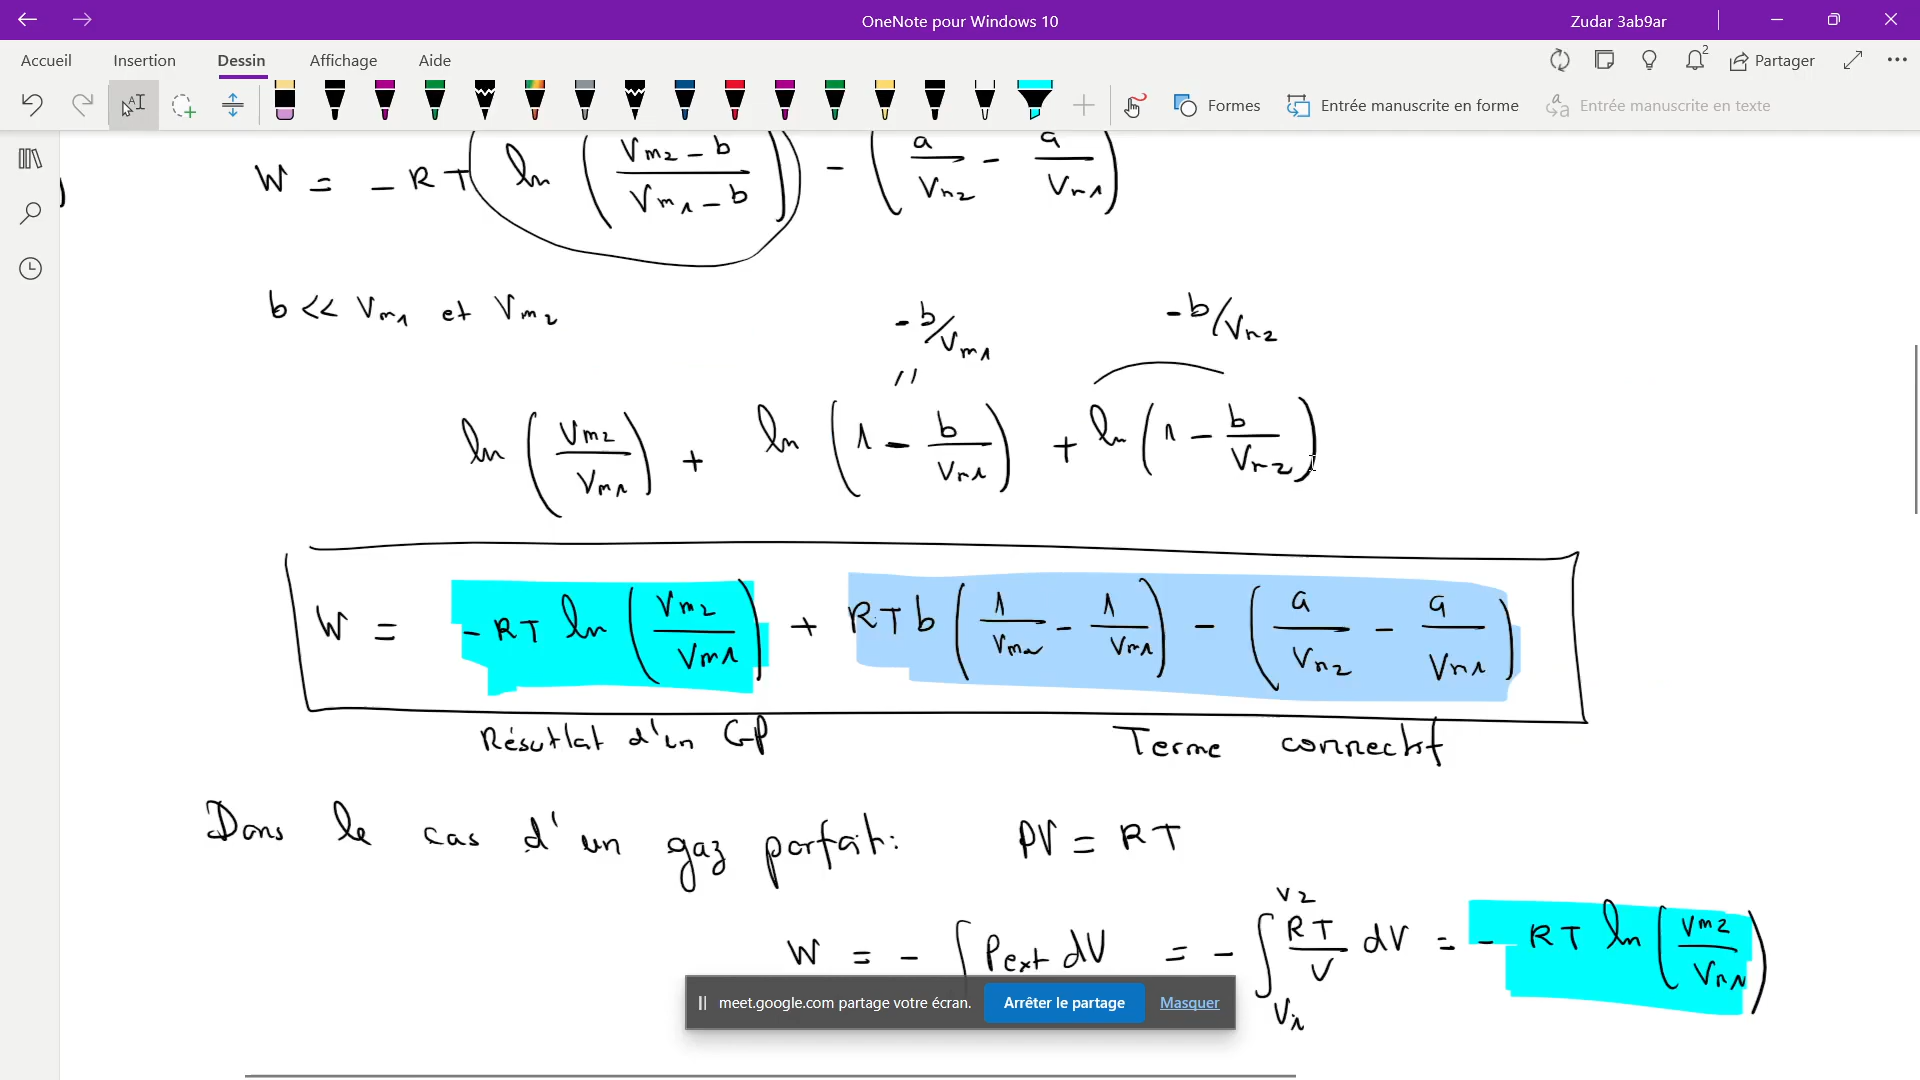 OneNote pour Windows 10
Zudar 3ab9ar
Accueil Insertion Dessin Affichage Aide
2 Partager
Formes Entrée manuscrite en forme Entrée manuscrite en texte
W = - RT ln ( (Vm2 - b) / (Vm1 - b) ) - ( a/Vm2 - a/Vm1 )
b << Vm1 et Vm2
- b/Vm1 - b/Vm2
ln ( Vm2 / Vm1 ) + ln ( 1 - b/Vm1 ) + ln ( 1 - b/Vm2 )
W = - RT ln ( Vm2 / Vm1 ) + RT b ( 1/Vm2 - 1/Vm1 ) - ( a/Vm2 - a/Vm1 )
Résultat d'un GP Terme correctif
Dans le cas d'un gaz parfait: PV = RT
W = - ∫ Pext dV = - ∫ V1 V2 RT/V dV = - RT ln ( Vm2 / Vm1 )
meet.google.com partage votre écran. Arrêter le partage Masquer